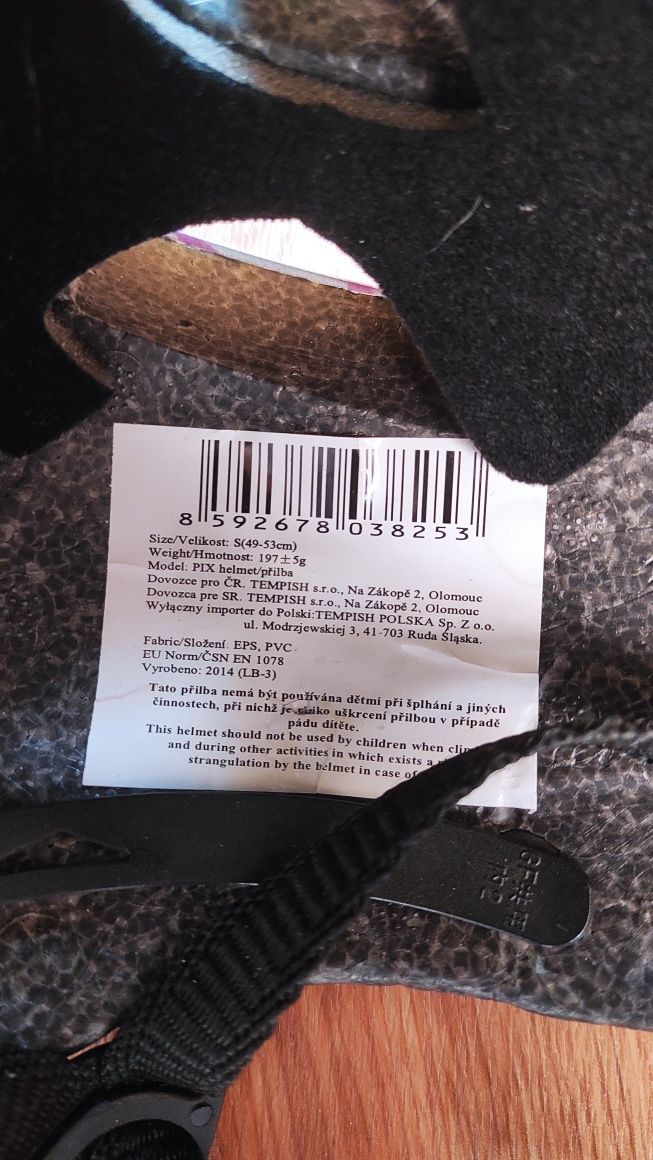 8 592678 038253
Size/Velikost: S(49-53cm)
Weight/Hmotnost: 197±5g
Model: PIX helmet/přilba
Dovozce pro ČR. TEMPISH s.r.o., Na Zákopě 2, Olomouc
Dovozca pre SR. TEMPISH s.r.o., Na Zákopě 2, Olomouc
Wyłączny importer do Polski:TEMPISH POLSKA Sp. Z o.o.
ul. Modrzjewskiej 3, 41-703 Ruda Śląska.
Fabric/Složení: EPS, PVC
EU Norm/ČSN EN 1078
Vyrobeno: 2014 (LB-3)
Tato přilba nemá být používána dětmi při šplhání a jiných
činnostech, při nichž je riziko uškrcení přilbou v případě
pádu dítěte.
This helmet should not be used by children when
and during other activities in which exists a
strangulation by the helmet in case of